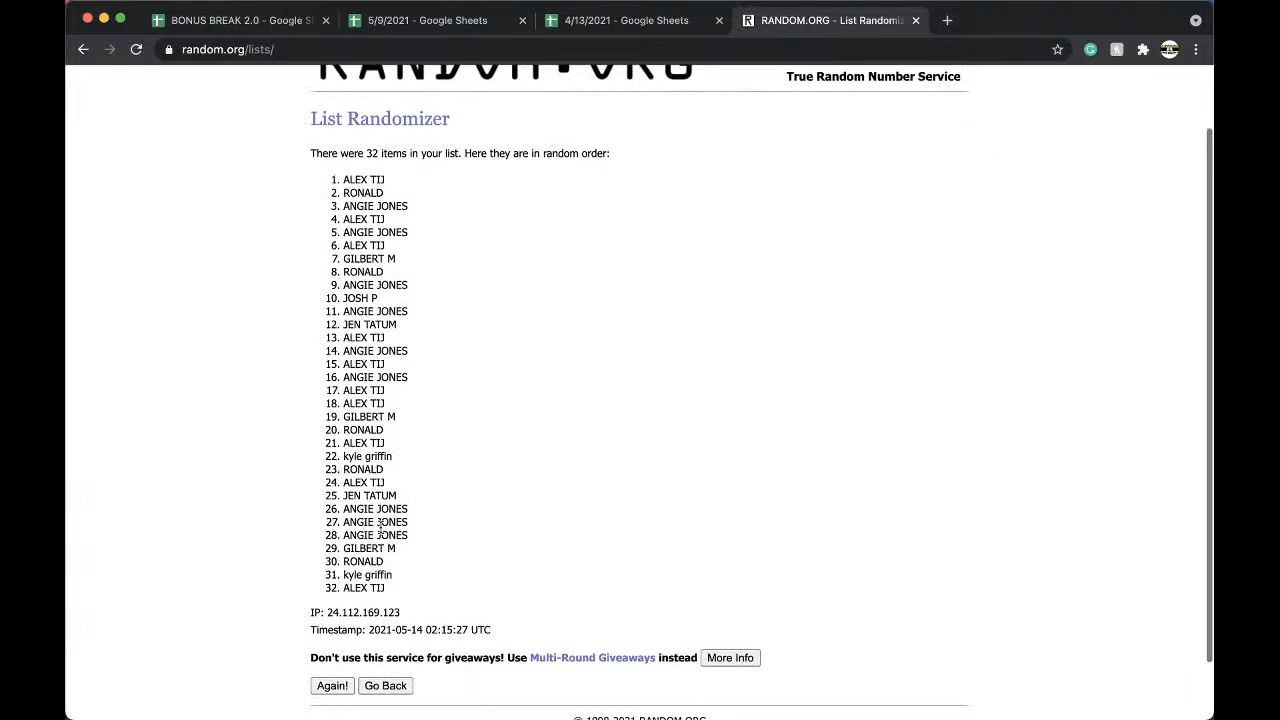 BONUS BREAK 2.0 - Google S
5/9/2021 - Google Sheets
4/13/2021 - Google Sheets
RANDOM.ORG - List Randomiz
random.org/lists/
RANDOM.ORG
True Random Number Service
List Randomizer
There were 32 items in your list. Here they are in random order:
1. ALEX TIJ
2. RONALD
3. ANGIE JONES
4. ALEX TIJ
5. ANGIE JONES
6. ALEX TIJ
7. GILBERT M
8. RONALD
9. ANGIE JONES
10. JOSH P
11. ANGIE JONES
12. JEN TATUM
13. ALEX TIJ
14. ANGIE JONES
15. ALEX TIJ
16. ANGIE JONES
17. ALEX TIJ
18. ALEX TIJ
19. GILBERT M
20. RONALD
21. ALEX TIJ
22. kyle griffin
23. RONALD
24. ALEX TIJ
25. JEN TATUM
26. ANGIE JONES
27. ANGIE JONES
28. ANGIE JONES
29. GILBERT M
30. RONALD
31. kyle griffin
32. ALEX TIJ
IP: 24.112.169.123
Timestamp: 2021-05-14 02:15:27 UTC
Don't use this service for giveaways! Use Multi-Round Giveaways instead More Info
Again! Go Back
© 1998-2021 RANDOM.ORG